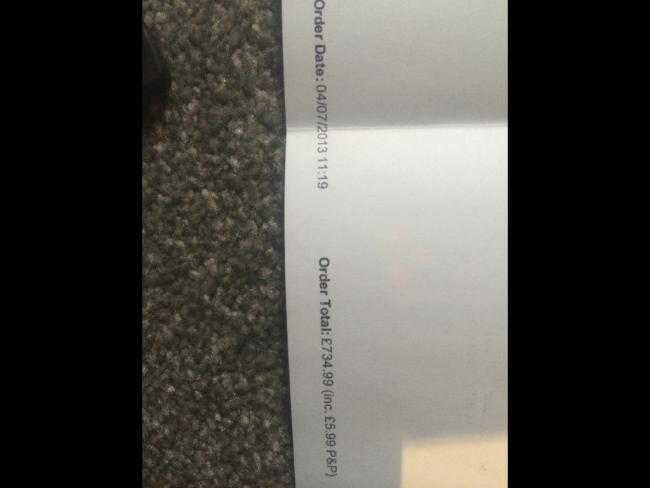 Order Date: 04/07/2013 11:19
Order Total: £734.99 (inc. £5.99 P&P)